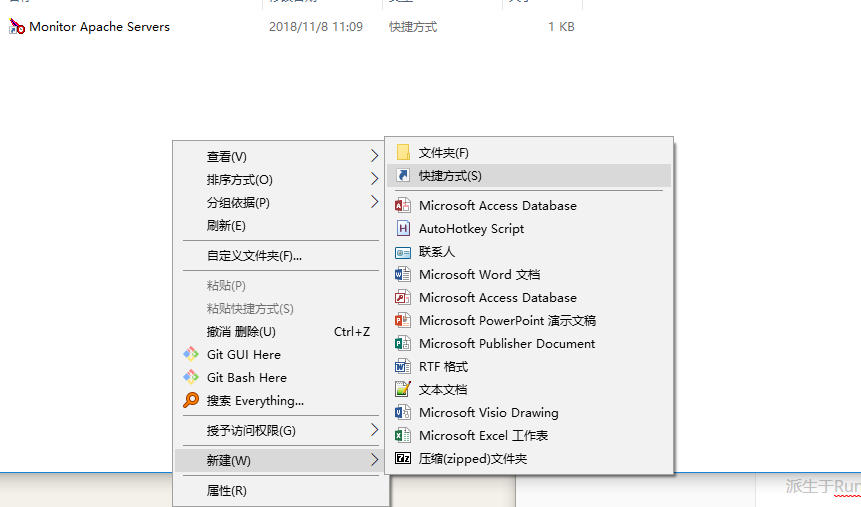 Monitor Apache Servers 2018/11/8 11:09 快捷方式 1 KB
查看(V)
排序方式(O)
分组依据(P)
刷新(E)
自定义文件夹(F)...
粘贴(P)
粘贴快捷方式(S)
撤消 删除(U) Ctrl+Z
Git GUI Here
Git Bash Here
搜索 Everything...
授予访问权限(G)
新建(W)
属性(R)
文件夹(F)
快捷方式(S)
Microsoft Access Database
AutoHotkey Script
联系人
Microsoft Word 文档
Microsoft Access Database
Microsoft PowerPoint 演示文稿
Microsoft Publisher Document
RTF 格式
文本文档
Microsoft Visio Drawing
Microsoft Excel 工作表
压缩(zipped)文件夹
派生于Run